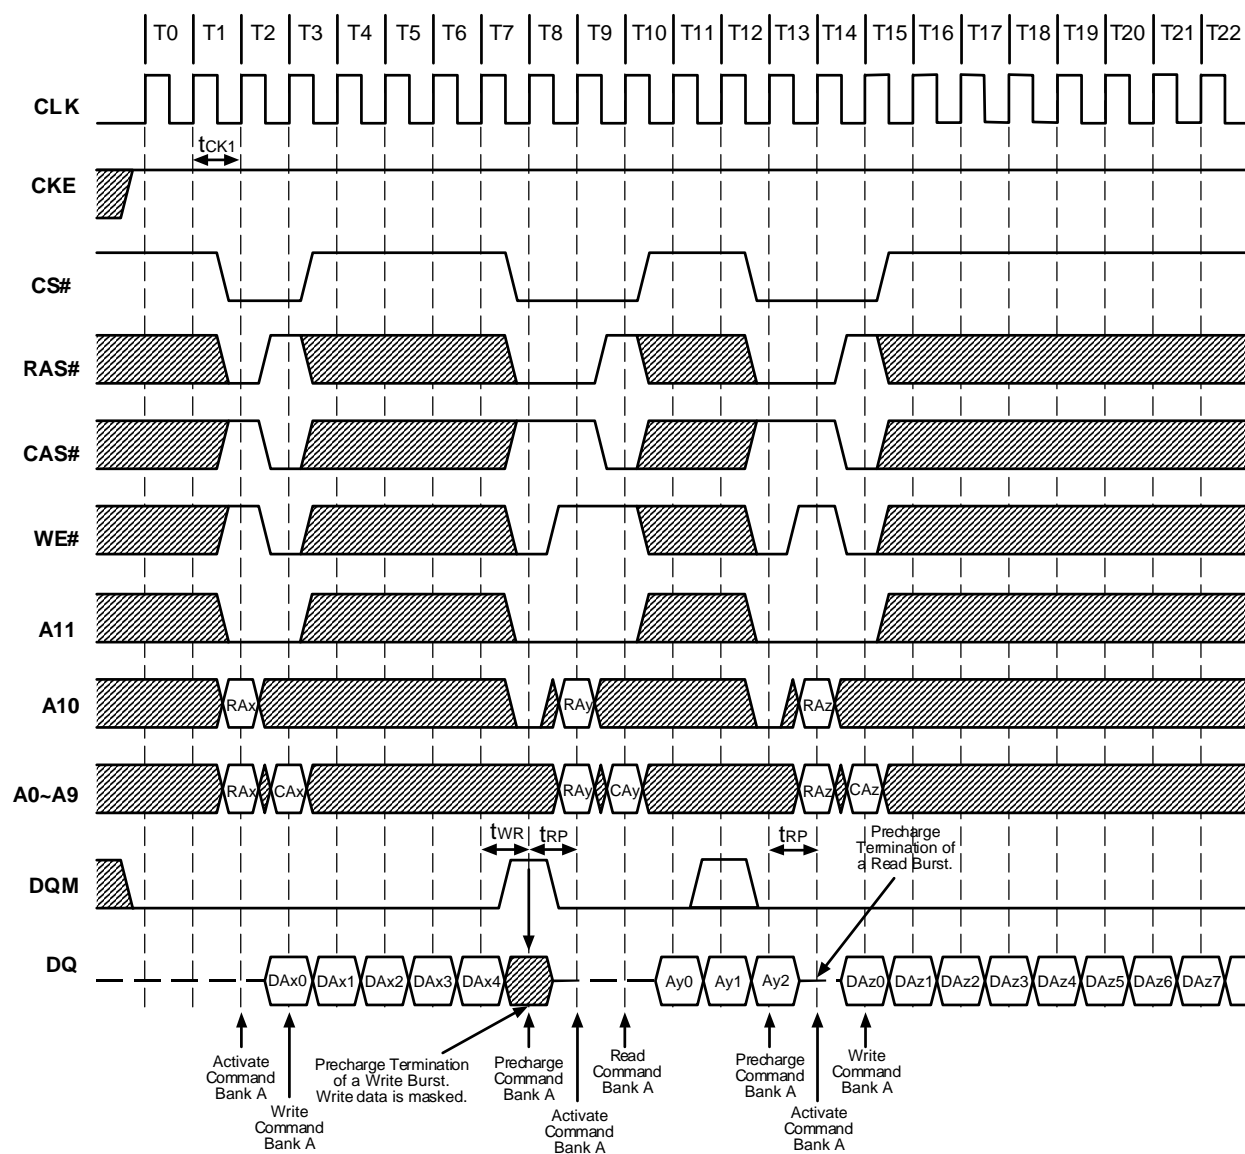 T0 T1 T2 T3 T4 T5 T6 T7 T8 T9 T10 T11 T12 T13 T14 T15 T16 T17 T18 T19 T20 T21 T22
CLK
tCK1
CKE
CS#
RAS#
CAS#
WE#
A11
A10
RAx RAy RAz
A0~A9
RAx CAx RAy CAy RAz CAz
tWR tRP tRP
Precharge
Termination of
a Read Burst.
DQM
DQ
DAx0 DAx1 DAx2 DAx3 DAx4 Ay0 Ay1 Ay2 DAz0 DAz1 DAz2 DAz3 DAz4 DAz5 DAz6 DAz7
Activate
Command
Bank A
Write
Command
Bank A
Precharge Termination
of a Write Burst.
Write data is masked.
Precharge
Command
Bank A
Activate
Command
Bank A
Read
Command
Bank A
Precharge
Command
Bank A
Activate
Command
Bank A
Write
Command
Bank A